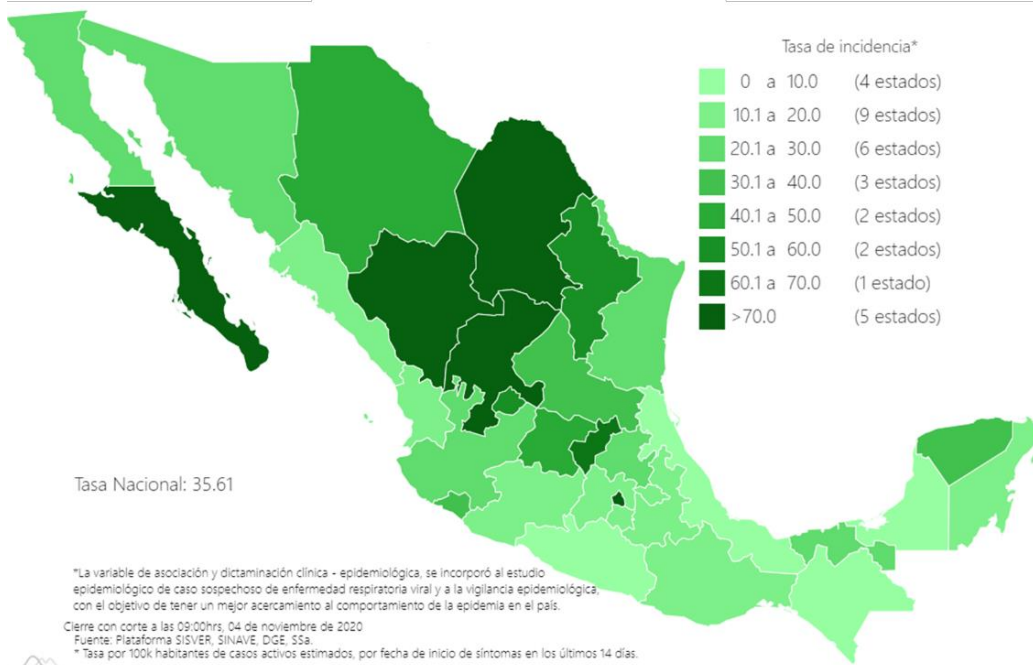 Tasa de incidencia*
0 a 10.0 (4 estados)
10.1 a 20.0 (9 estados)
20.1 a 30.0 (6 estados)
30.1 a 40.0 (3 estados)
40.1 a 50.0 (2 estados)
50.1 a 60.0 (2 estados)
60.1 a 70.0 (1 estado)
>70.0 (5 estados)
Tasa Nacional: 35.61
*La variable de asociación y dictaminación clínica - epidemiológica, se incorporó al estudio
epidemiológico de caso sospechoso de enfermedad respiratoria viral y a la vigilancia epidemiológica,
con el objetivo de tener un mejor acercamiento al comportamiento de la epidemia en el país.
Cierre con corte a las 09:00hrs, 04 de noviembre de 2020
Fuente: Plataforma SISVER, SINAVE, DGE, SSa.
* Tasa por 100k habitantes de casos activos estimados, por fecha de inicio de síntomas en los últimos 14 días.